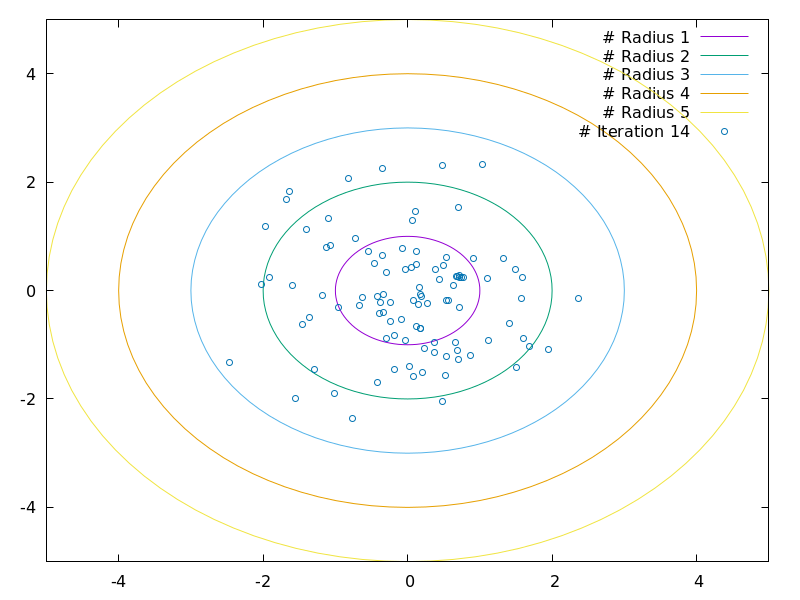 # Radius 1
4
# Radius 2
# Radius 3
# Radius 4
# Radius 5
# Iteration 14
2
0
-2
-4
-4 -2 0 2 4